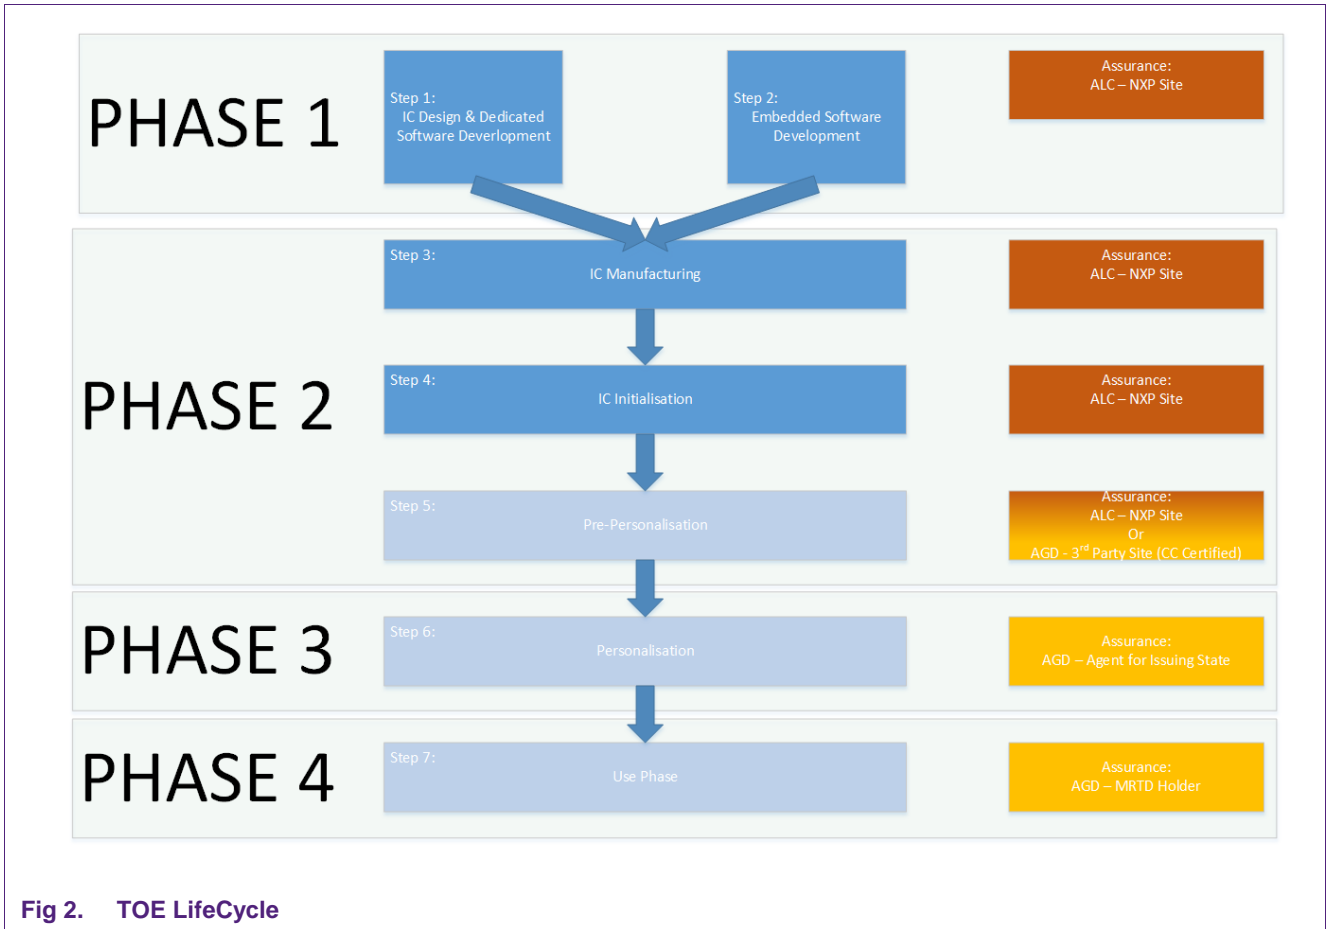 PHASE 1
Step 1:
IC Design & Dedicated
Software Deverlopment
Step 2:
Embedded Software
Development
Assurance:
ALC – NXP Site
PHASE 2
Step 3:
IC Manufacturing
Assurance:
ALC – NXP Site
Step 4:
IC Initialisation
Assurance:
ALC – NXP Site
Step 5:
Pre-Personalisation
Assurance:
ALC – NXP Site
Or
AGD - 3rd Party Site (CC Certified)
PHASE 3
Step 6:
Personalisation
Assurance:
AGD – Agent for Issuing State
PHASE 4
Step 7:
Use Phase
Assurance:
AGD – MRTD Holder
Fig 2. TOE LifeCycle